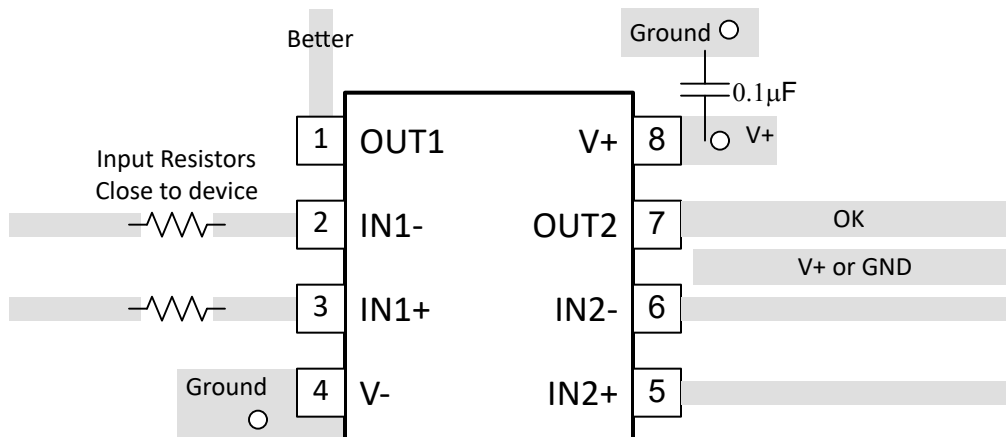 Better
Ground
0.1μF
1 OUT1
V+ 8
V+
Input Resistors
Close to device
2 IN1-
OUT2 7
OK
V+ or GND
3 IN1+
IN2- 6
Ground
4 V-
IN2+ 5